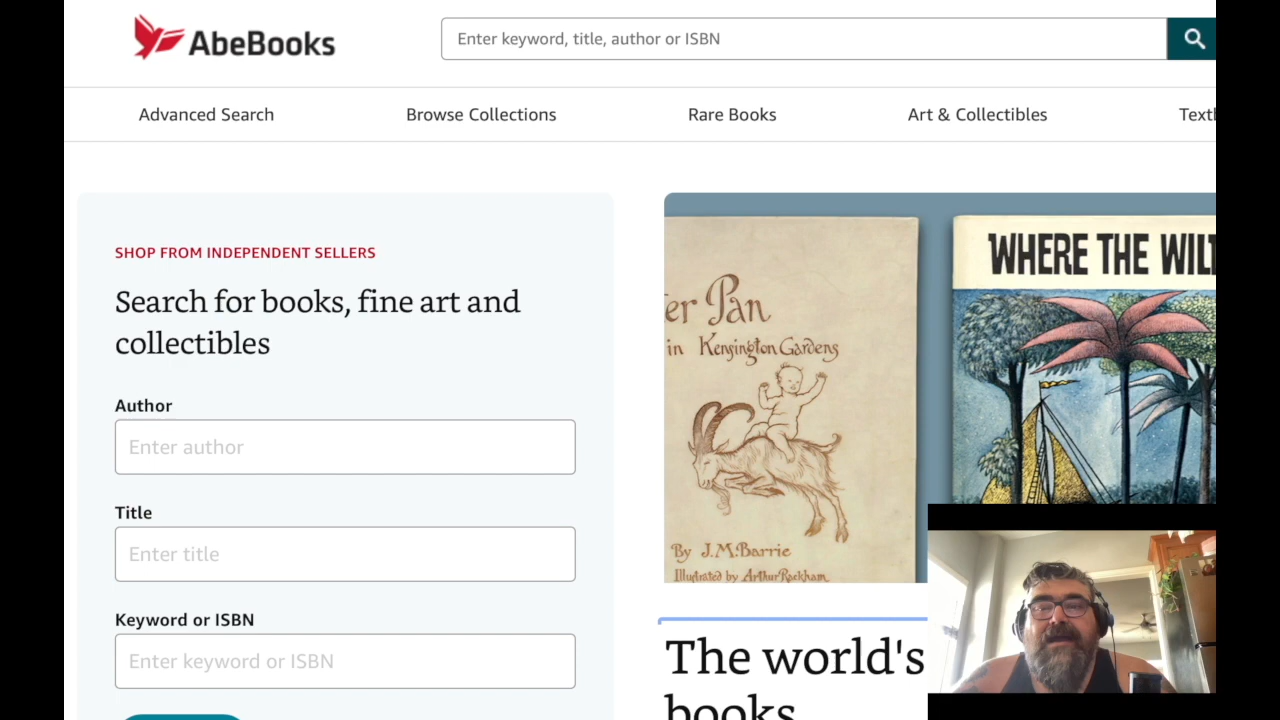 AbeBooks
Enter keyword, title, author or ISBN
Advanced Search
Browse Collections
Rare Books
Art & Collectibles
Textl
SHOP FROM INDEPENDENT SELLERS
Search for books, fine art and
collectibles
Author
Enter author
Title
Enter title
Keyword or ISBN
Enter keyword or ISBN
er Pan
in Kensington Gardens
By J.M.Barrie
Illustrated by Arthur Rackham
WHERE THE WIL
The world's
books